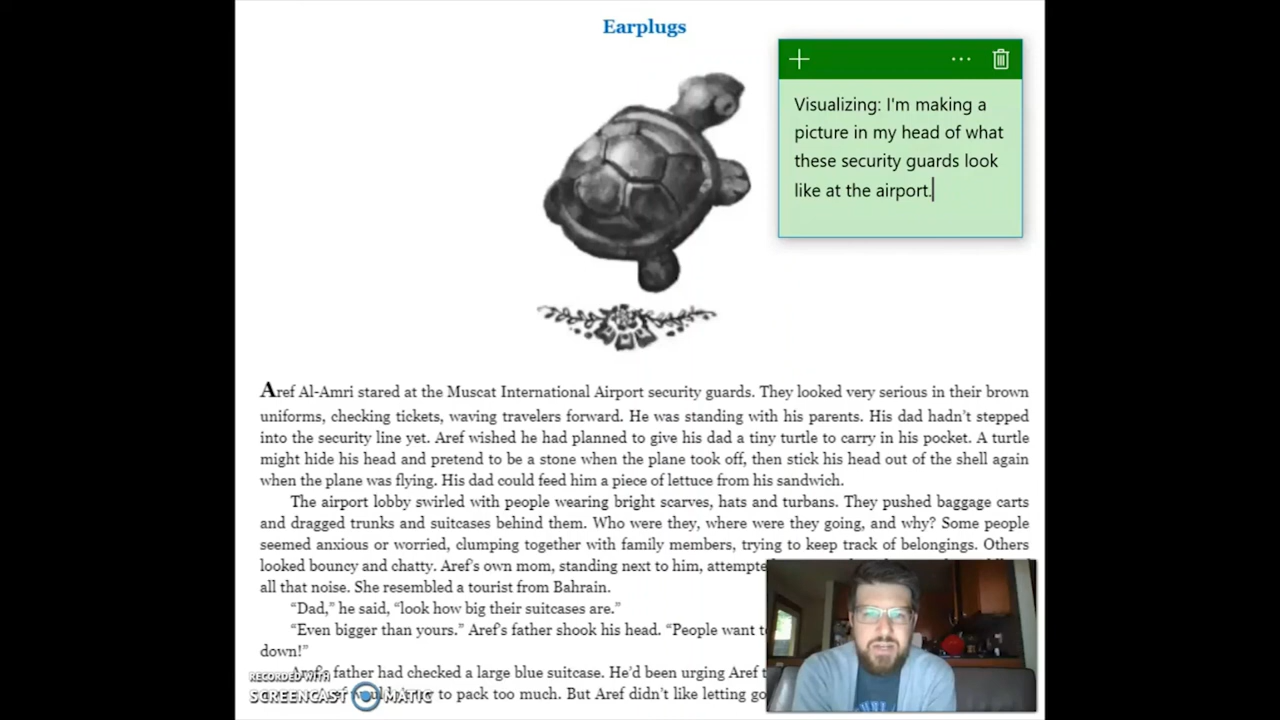 Earplugs
Visualizing: I'm making a
picture in my head of what
these security guards look
like at the airport.
Aref Al-Amri stared at the Muscat International Airport security guards. They looked very serious in their brown
uniforms, checking tickets, waving travelers forward. He was standing with his parents. His dad hadn't stepped
into the security line yet. Aref wished he had planned to give his dad a tiny turtle to carry in his pocket. A turtle
might hide his head and pretend to be a stone when the plane took off, then stick his head out of the shell again
when the plane was flying. His dad could feed him a piece of lettuce from his sandwich.
The airport lobby swirled with people wearing bright scarves, hats and turbans. They pushed baggage carts
and dragged trunks and suitcases behind them. Who were they, where were they going, and why? Some people
seemed anxious or worried, clumping together with family members, trying to keep track of belongings. Others
looked bouncy and chatty. Aref's own mom, standing next to him,
all that noise. She resembled a tourist from Bahrain.
“Dad,” he said, “look how big their suitcases are.”
“Even bigger than yours.” Aref's father shook his head. “People want
down!”
Aref's father had checked a large blue suitcase. He'd been urging Aref
to pack too much. But Aref didn't like letting
RECORDED WITH
SCREENCAST MATIC